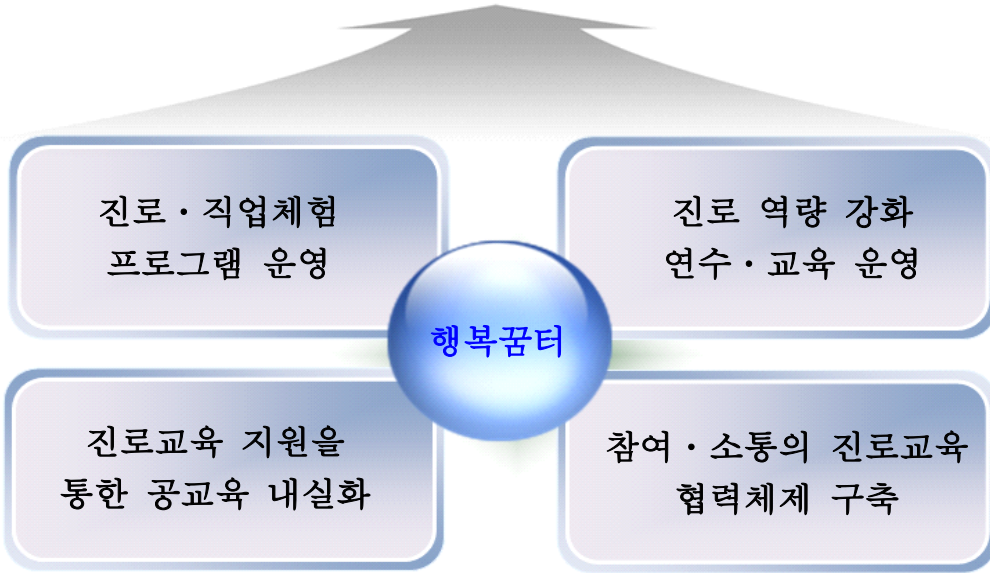 진로·직업체험
프로그램 운영
진로 역량 강화
연수·교육 운영
행복꿈터
진로교육 지원을
통한 공교육 내실화
참여·소통의 진로교육
협력체제 구축